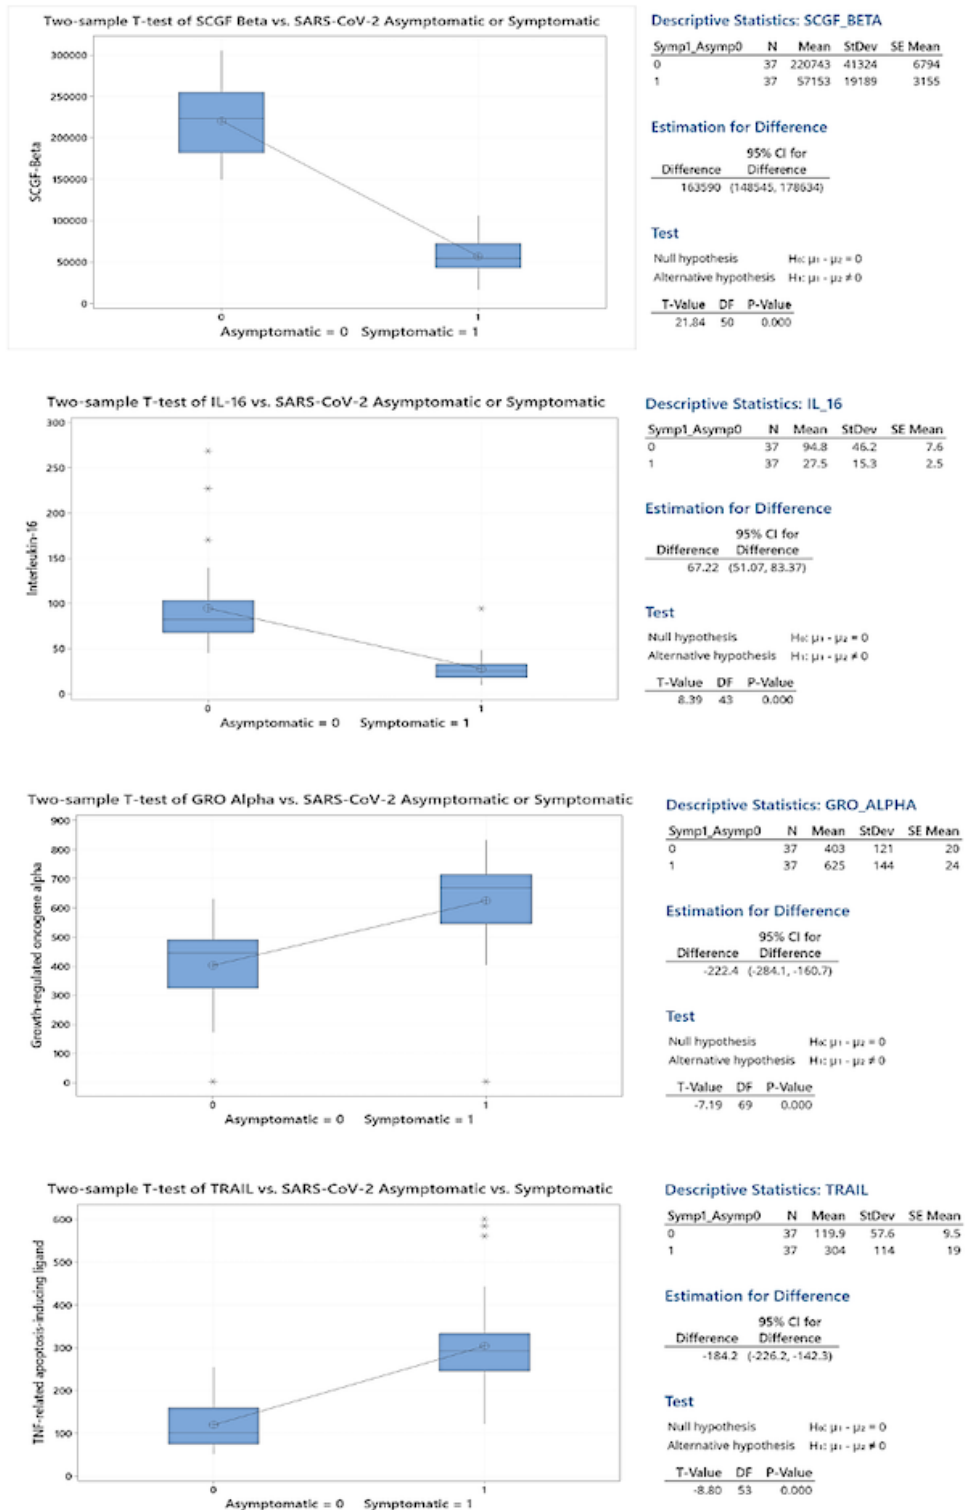 Two-sample T-test of SCGF Beta vs. SARS-CoV-2 Asymptomatic or Symptomatic
300000
250000
200000
150000
100000
50000
0
SCGF-Beta
0 1
Asymptomatic = 0 Symptomatic = 1
Descriptive Statistics: SCGF_BETA
Symp1_Asymp0 N Mean StDev SE Mean
0 37 220743 41324 6794
1 37 57153 19189 3155
Estimation for Difference
95% CI for
Difference Difference
163590 (148545, 178634)
Test
Null hypothesis H₀: μ₁ - μ₂ = 0
Alternative hypothesis H₁: μ₁ - μ₂ ≠ 0
T-Value DF P-Value
21.84 50 0.000
Two-sample T-test of IL-16 vs. SARS-CoV-2 Asymptomatic or Symptomatic
300
250
200
150
100
50
0
Interleukin-16
0 1
Asymptomatic = 0 Symptomatic = 1
Descriptive Statistics: IL_16
Symp1_Asymp0 N Mean StDev SE Mean
0 37 94.8 46.2 7.6
1 37 27.5 15.3 2.5
Estimation for Difference
95% CI for
Difference Difference
67.22 (51.07, 83.37)
Test
Null hypothesis H₀: μ₁ - μ₂ = 0
Alternative hypothesis H₁: μ₁ - μ₂ ≠ 0
T-Value DF P-Value
8.39 43 0.000
Two-sample T-test of GRO Alpha vs. SARS-CoV-2 Asymptomatic or Symptomatic
900
800
700
600
500
400
300
200
100
0
Growth-regulated oncogene alpha
0 1
Asymptomatic = 0 Symptomatic = 1
Descriptive Statistics: GRO_ALPHA
Symp1_Asymp0 N Mean StDev SE Mean
0 37 403 121 20
1 37 625 144 24
Estimation for Difference
95% CI for
Difference Difference
-222.4 (-284.1, -160.7)
Test
Null hypothesis H₀: μ₁ - μ₂ = 0
Alternative hypothesis H₁: μ₁ - μ₂ ≠ 0
T-Value DF P-Value
-7.19 69 0.000
Two-sample T-test of TRAIL vs. SARS-CoV-2 Asymptomatic vs. Symptomatic
600
500
400
300
200
100
0
TNF-related apoptosis-inducing ligand
0 1
Asymptomatic = 0 Symptomatic = 1
Descriptive Statistics: TRAIL
Symp1_Asymp0 N Mean StDev SE Mean
0 37 119.9 57.6 9.5
1 37 304 114 19
Estimation for Difference
95% CI for
Difference Difference
-184.2 (-226.2, -142.3)
Test
Null hypothesis H₀: μ₁ - μ₂ = 0
Alternative hypothesis H₁: μ₁ - μ₂ ≠ 0
T-Value DF P-Value
-8.80 53 0.000